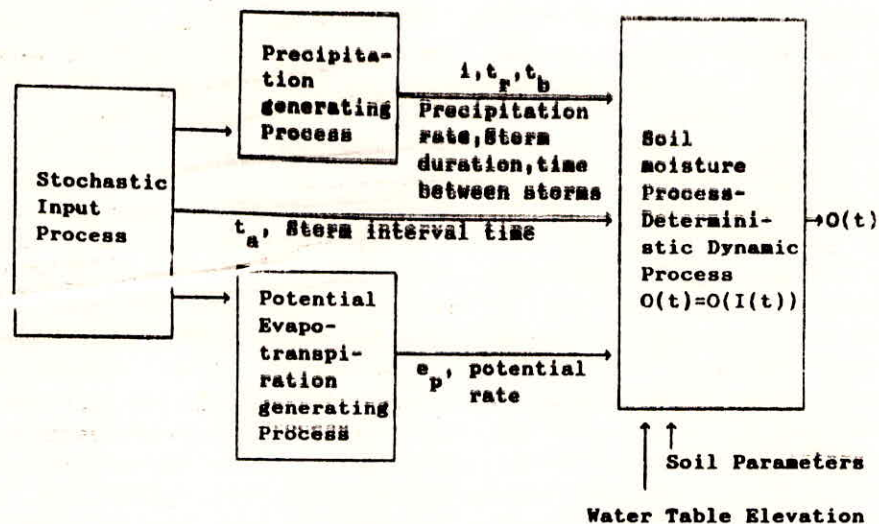 Stochastic
Input
Process
Precipita-
tion
generating
Process
i,t_r,t_b
Precipitation
rate,Storm
duration,time
between storms
t_a, Storm interval time
Potential
Evapo-
transpi-
ration
generating
Process
e_p, potential
rate
Soil
moisture
Process-
Determini-
stic Dynamic
Process
O(t)=O(I(t))
O(t)
Soil Parameters
Water Table Elevation